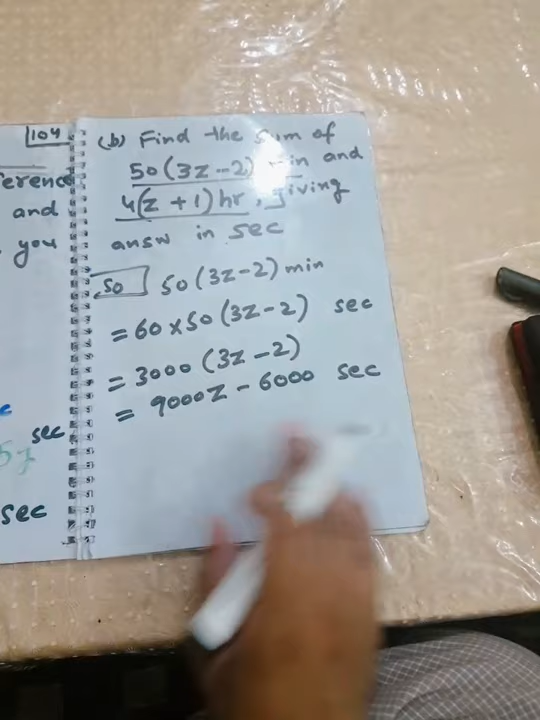 104
erence
and
you
sec
57
sec
(b) Find the sum of
50(3z-2) min and
4(z + 1) hr, giving
answ in sec
So 50(3z-2) min
= 60×50(3z-2) sec
= 3000 (3z-2)
= 9000z - 6000 sec